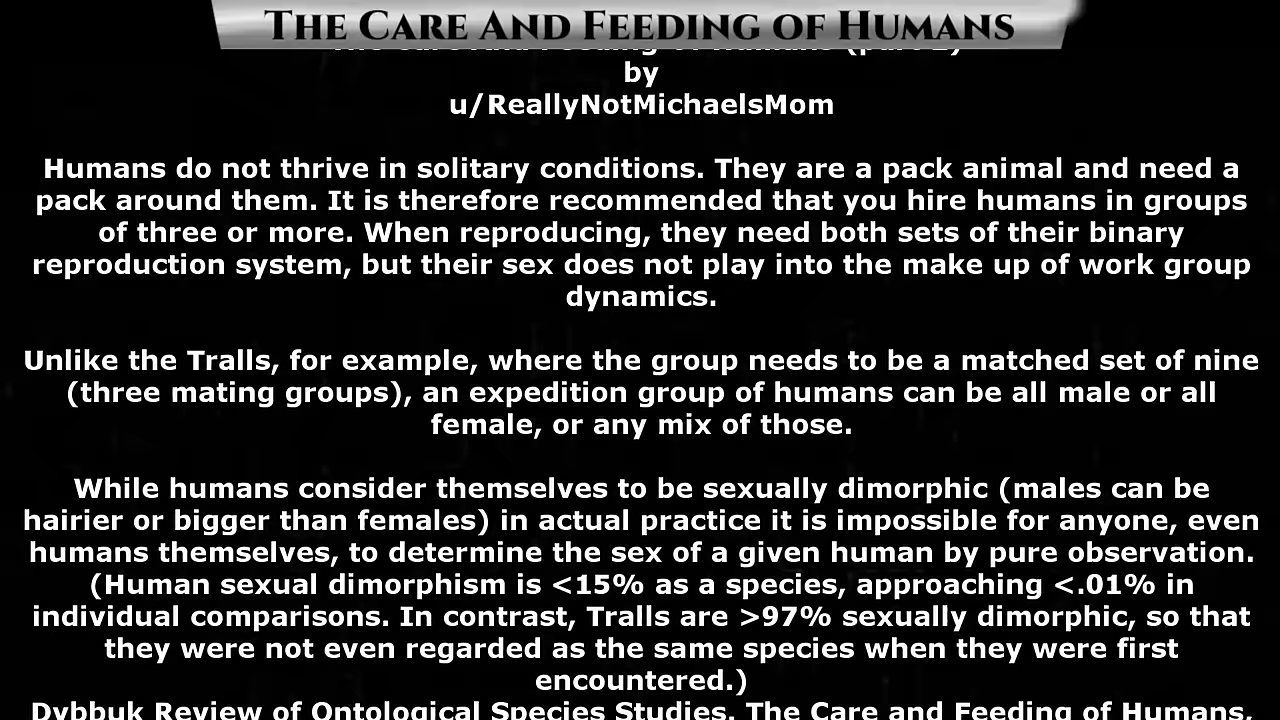 The Care And Feeding of Humans
The Care And Feeding of Humans (part 2)
by
u/ReallyNotMichaelsMom
Humans do not thrive in solitary conditions. They are a pack animal and need a
pack around them. It is therefore recommended that you hire humans in groups
of three or more. When reproducing, they need both sets of their binary
reproduction system, but their sex does not play into the make up of work group
dynamics.
Unlike the Tralls, for example, where the group needs to be a matched set of nine
(three mating groups), an expedition group of humans can be all male or all
female, or any mix of those.
While humans consider themselves to be sexually dimorphic (males can be
hairier or bigger than females) in actual practice it is impossible for anyone, even
humans themselves, to determine the sex of a given human by pure observation.
(Human sexual dimorphism is <15% as a species, approaching <.01% in
individual comparisons. In contrast, Tralls are >97% sexually dimorphic, so that
they were not even regarded as the same species when they were first
encountered.)
Dybbuk Review of Ontological Species Studies. The Care and Feeding of Humans,